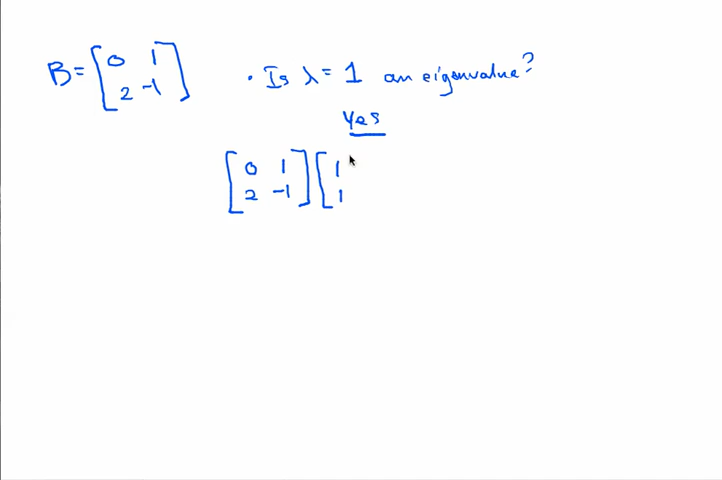 B = [0 1; 2 -1] · Is λ = 1 an eigenvalue?
Yes
[0 1; 2 -1] [1; 1